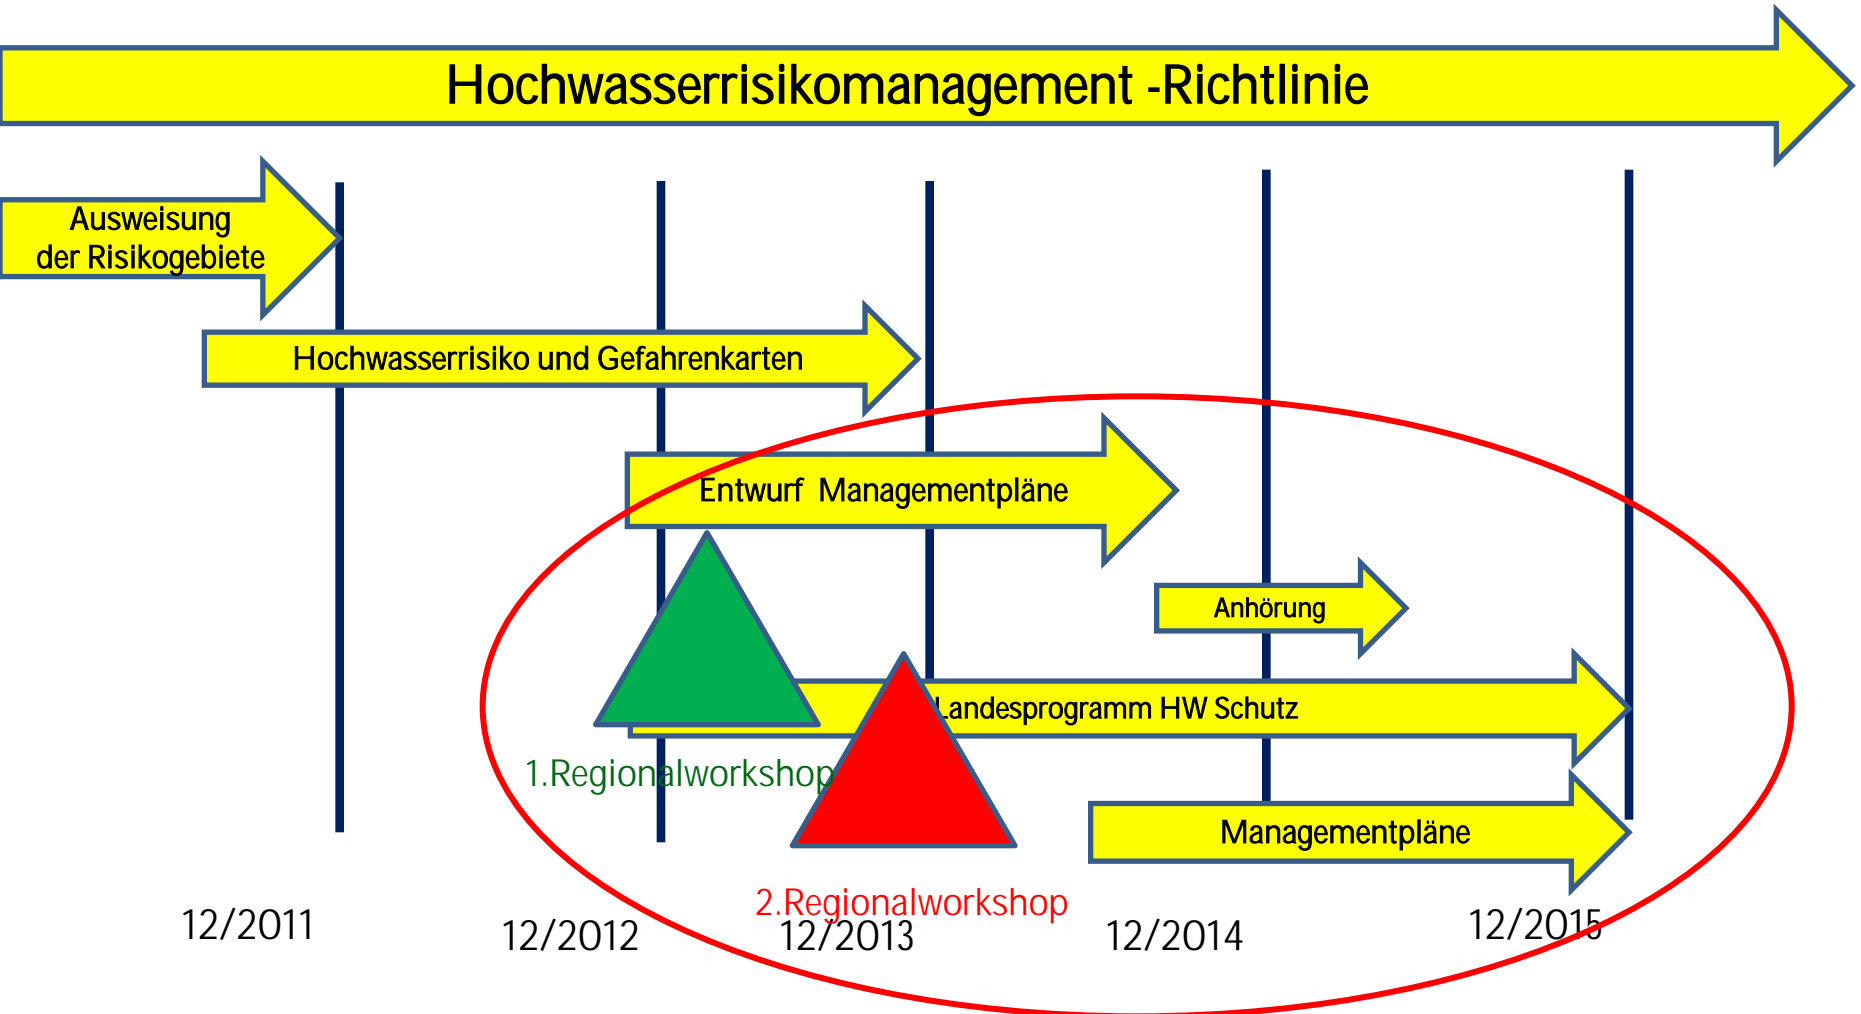 Hochwasserrisikomanagement -Richtlinie
Ausweisung
der Risikogebiete
Hochwasserrisiko und Gefahrenkarten
Entwurf Managementpläne
Anhörung
Landesprogramm HW Schutz
1.Regionalworkshop
Managementpläne
2.Regionalworkshop
12/2011
12/2012
12/2013
12/2014
12/2015